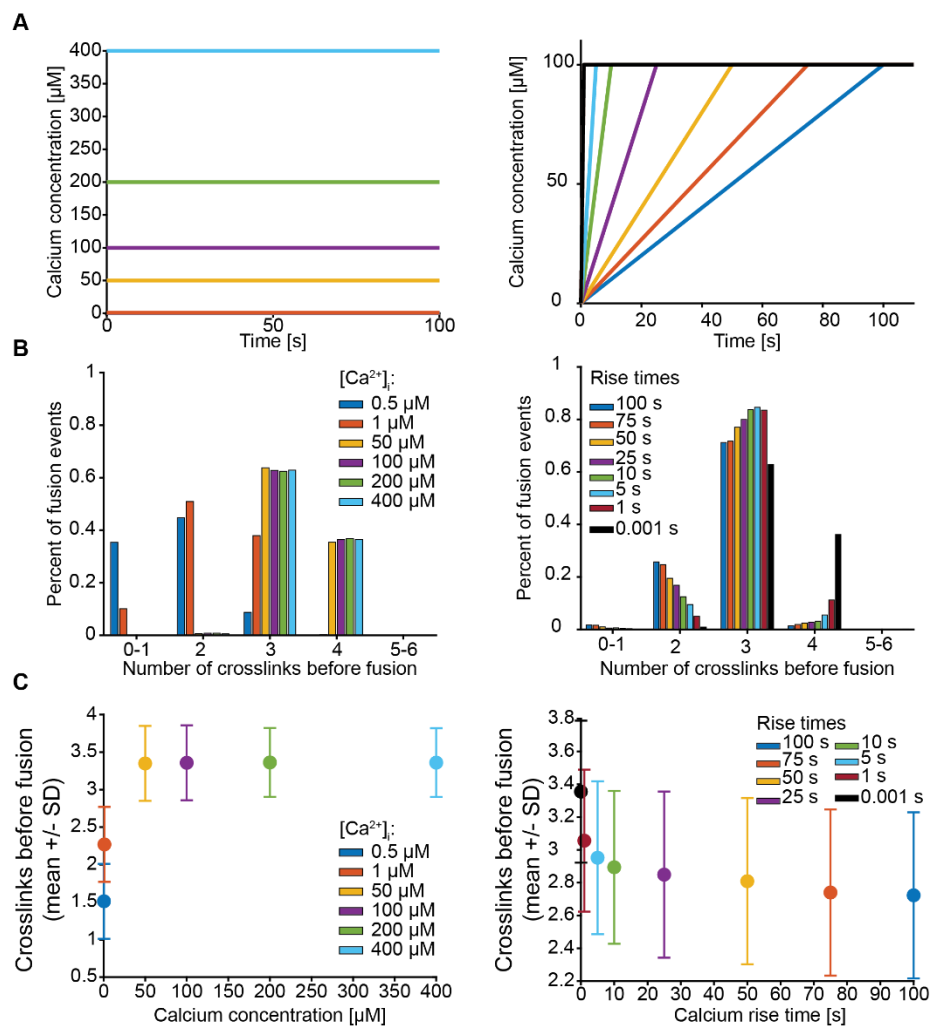 A
Calcium concentration [µM]
400
350
300
250
200
150
100
50
0
0
50
100
Time [s]
Calcium concentration [µM]
100
50
0
0
20
40
60
80
100
Time [s]
B
Percent of fusion events
1
0.8
0.6
0.4
0.2
0
0-1
2
3
4
5-6
Number of crosslinks before fusion
[Ca²⁺]ᵢ:
0.5 µM
1 µM
50 µM
100 µM
200 µM
400 µM
Percent of fusion events
1
0.8
0.6
0.4
0.2
0
0-1
2
3
4
5-6
Number of crosslinks before fusion
Rise times
100 s
75 s
50 s
25 s
10 s
5 s
1 s
0.001 s
C
Crosslinks before fusion
(mean +/- SD)
4
3.5
3
2.5
2
1.5
1
0.5
0
50
100
150
200
250
300
350
400
Calcium concentration [µM]
[Ca²⁺]ᵢ:
0.5 µM
1 µM
50 µM
100 µM
200 µM
400 µM
Crosslinks before fusion
(mean +/- SD)
3.8
3.6
3.4
3.2
3.0
2.8
2.6
2.4
2.2
0
10
20
30
40
50
60
70
80
90
100
Calcium rise time [s]
Rise times
100 s
10 s
75 s
5 s
50 s
1 s
25 s
0.001 s